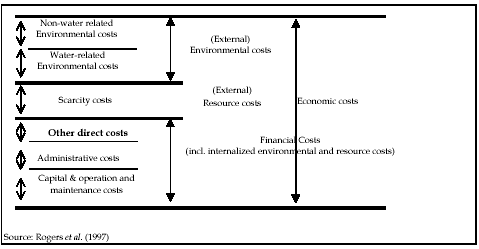 Non-water related
Environmental costs
Water-related
Environmental costs
Scarcity costs
Other direct costs
Administrative costs
Capital & operation and
maintenance costs
(External)
Environmental costs
(External)
Resource costs
Financial Costs
(incl. internalized environmental and resource costs)
Economic costs
Source: Rogers et al. (1997)